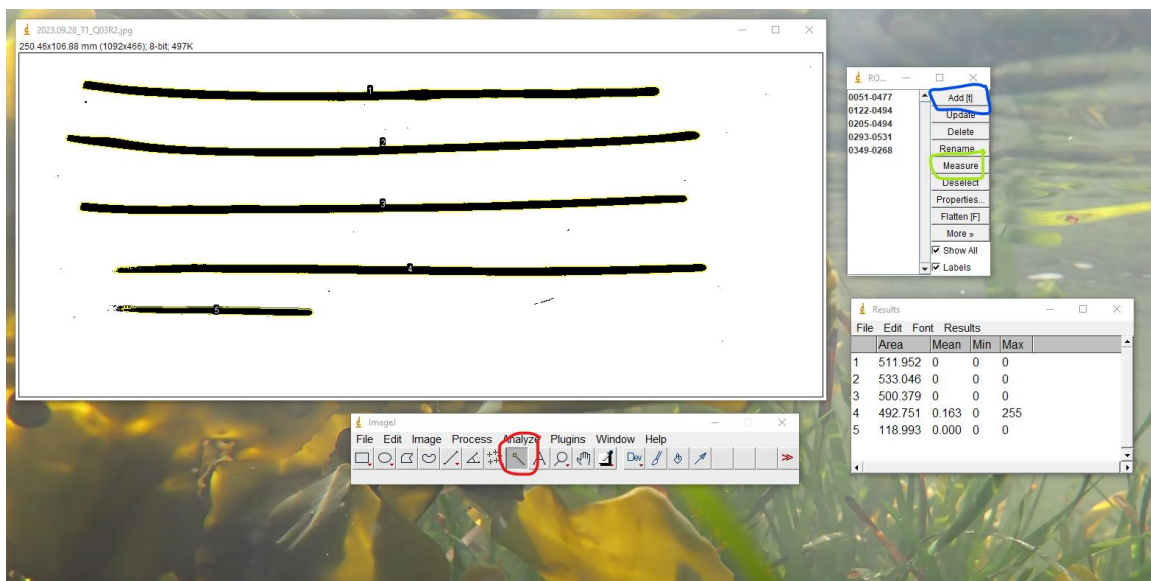 2023.09.28_T1_Q03R2.jpg
250.46x106.88 mm (1092x466); 8-bit; 497K
1
2
3
4
5
RO...
0051-0477
0122-0494
0205-0494
0293-0531
0349-0268
Add [t]
Update
Delete
Rename...
Measure
Deselect
Properties...
Flatten [F]
More »
Show All
Labels
Results
File Edit Font Results
Area Mean Min Max
1 511.952 0 0 0
2 533.046 0 0 0
3 500.379 0 0 0
4 492.751 0.163 0 255
5 118.993 0.000 0 0
ImageJ
File Edit Image Process Analyze Plugins Window Help
A Dev